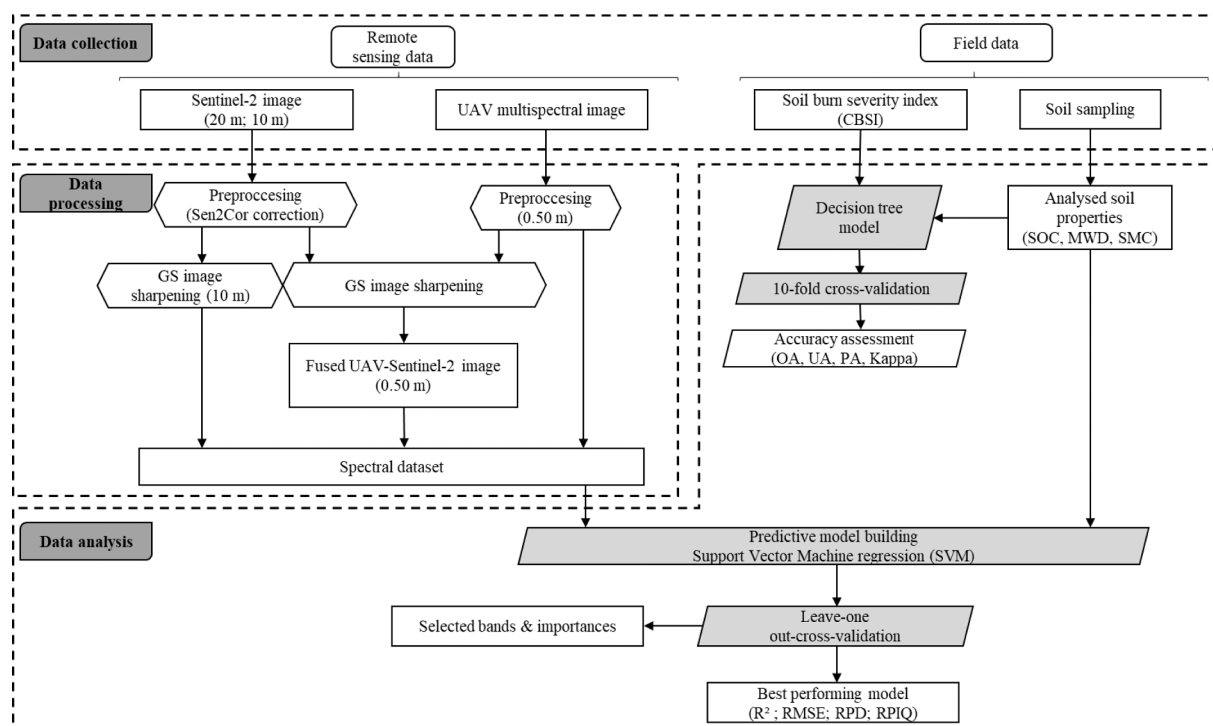 Data collection
Remote
sensing data
Field data
Sentinel-2 image
(20 m; 10 m)
UAV multispectral image
Soil burn severity index
(CBSI)
Soil sampling
Data
processing
Preproccesing
(Sen2Cor correction)
Preproccesing
(0.50 m)
Decision tree
model
Analysed soil
properties
(SOC, MWD, SMC)
GS image
sharpening (10 m)
GS image sharpening
10-fold cross-validation
Accuracy assessment
(OA, UA, PA, Kappa)
Fused UAV-Sentinel-2 image
(0.50 m)
Spectral dataset
Data analysis
Predictive model building
Support Vector Machine regression (SVM)
Selected bands & importances
Leave-one
out-cross-validation
Best performing model
(R² ; RMSE; RPD; RPIQ)